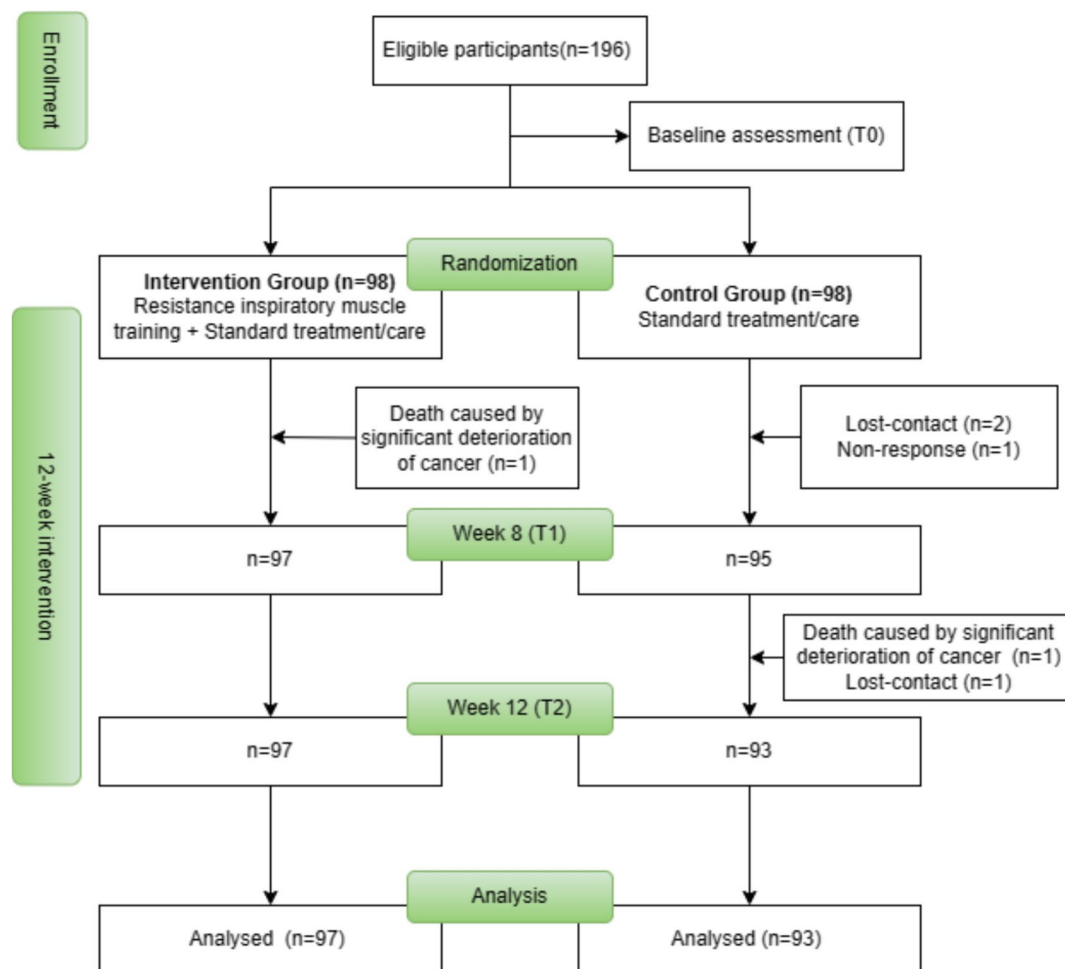 Enrollment
Eligible participants(n=196)
Baseline assessment (T0)
Randomization
Intervention Group (n=98)
Resistance inspiratory muscle
training + Standard treatment/care
Control Group (n=98)
Standard treatment/care
12-week intervention
Death caused by
significant deterioration
of cancer (n=1)
Lost-contact (n=2)
Non-response (n=1)
Week 8 (T1)
n=97
n=95
Death caused by significant
deterioration of cancer (n=1)
Lost-contact (n=1)
Week 12 (T2)
n=97
n=93
Analysis
Analysed (n=97)
Analysed (n=93)